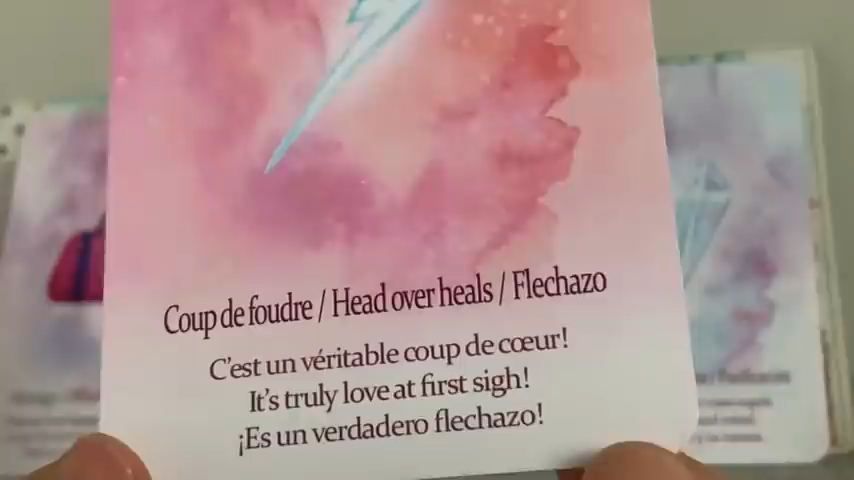 Coup de foudre / Head over heals / Flechazo
C'est un véritable coup de cœur!
It's truly love at first sigh!
¡Es un verdadero flechazo!